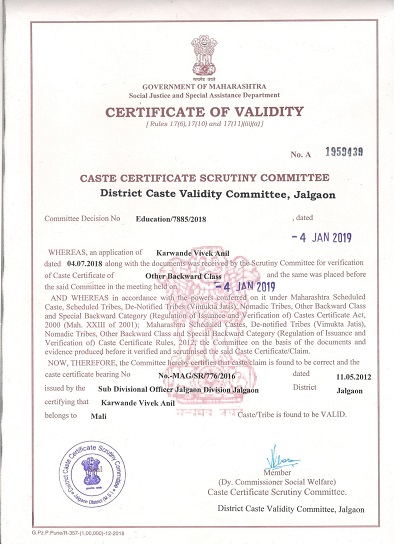 GOVERNMENT OF MAHARASHTRA
Social Justice and Special Assistance Department
CERTIFICATE OF VALIDITY
[ Rules 17(6),17(10) and 17(11)(iii)(a) ]
No. A 1959439
CASTE CERTIFICATE SCRUTINY COMMITTEE
District Caste Validity Committee, Jalgaon
Committee Decision No Education/7885/2018 , dated
- 4 JAN 2019
WHEREAS, an application of Karwande Vivek Anil
dated 04.07.2018 along with the documents was received by the Scrutiny Committee for verification
of Caste Certificate of Other Backward Class and the same was placed before
the said Committee in the meeting held on - 4 JAN 2019
AND WHEREAS in accordance with the powers conferred on it under Maharashtra Scheduled
Caste, Scheduled Tribes, De-Notified Tribes (Vimukta Jatis), Nomadic Tribes, Other Backward Class
and Special Backward Category (Regulation of Issuance and Verification of) Castes Certificate Act,
2000 (Mah. XXIII of 2001); Maharashtra Scheduled Castes, De-notified Tribes (Vimukta Jatis),
Nomadic Tribes, Other Backward Class and Special Backward Category (Regulation of Issuance and
Verification of) Caste Certificate Rules, 2012, the Committee on the basis of the documents and
evidence produced before it verified and scrutinized the said Caste Certificate/Claim.
NOW, THEREFORE, the Committee hereby certifies that caste claim is found to be correct and the
caste certificate bearing No No.-MAG/SR/776/2016 dated 11.05.2012
issued by the Sub Divisional Officer Jalgaon Division Jalgaon District Jalgaon
certifying that Karwande Vivek Anil
belongs to Mali Caste/Tribe is found to be VALID.
सत्यमेव जयते
District Caste Certificate Scrutiny Committee
Jalgaon District (M.S.)
Member
(Dy. Commissioner Social Welfare)
Caste Certificate Scrutiny Committee.
District Caste Validity Committee, Jalgaon
G.P.Z.P.Pune/R-357-(1,00,000)-12-2018